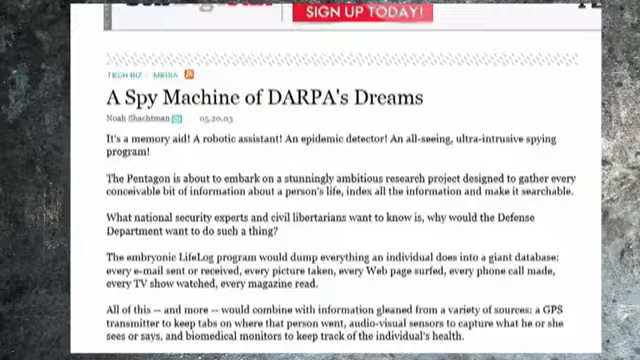 SIGN UP TODAY!
TECH BIZ : MEDIA
A Spy Machine of DARPA's Dreams
Noah Shachtman 05.20.03
It's a memory aid! A robotic assistant! An epidemic detector! An all-seeing, ultra-intrusive spying
program!
The Pentagon is about to embark on a stunningly ambitious research project designed to gather every
conceivable bit of information about a person's life, index all the information and make it searchable.
What national security experts and civil libertarians want to know is, why would the Defense
Department want to do such a thing?
The embryonic LifeLog program would dump everything an individual does into a giant database:
every e-mail sent or received, every picture taken, every Web page surfed, every phone call made,
every TV show watched, every magazine read.
All of this -- and more -- would combine with information gleaned from a variety of sources: a GPS
transmitter to keep tabs on where that person went, audio-visual sensors to capture what he or she
sees or says, and biomedical monitors to keep track of the individual's health.